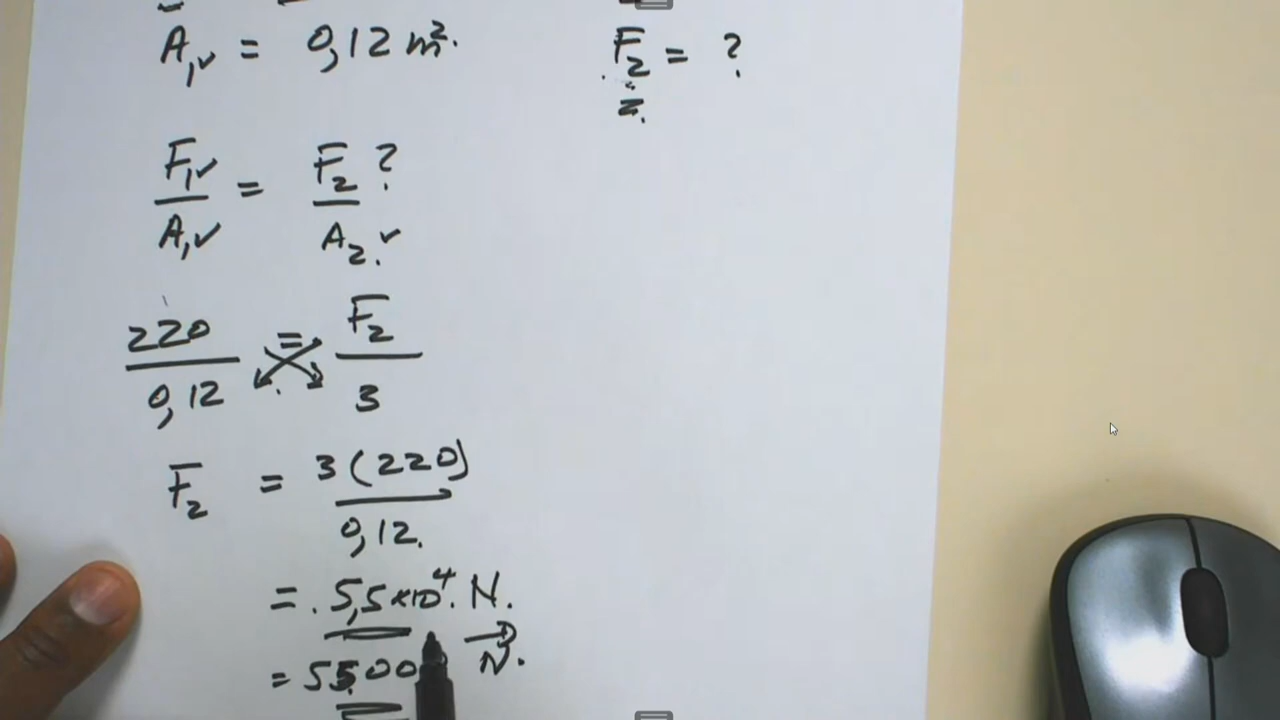 A₁✓ = 0,12 m².
F₂ = ?
F₁✓ / A₁✓ = F₂ ? / A₂ ✓
220 / 0,12 = F₂ / 3
F₂ = 3(220) / 0,12.
= 5,5×10⁴ N.
N.